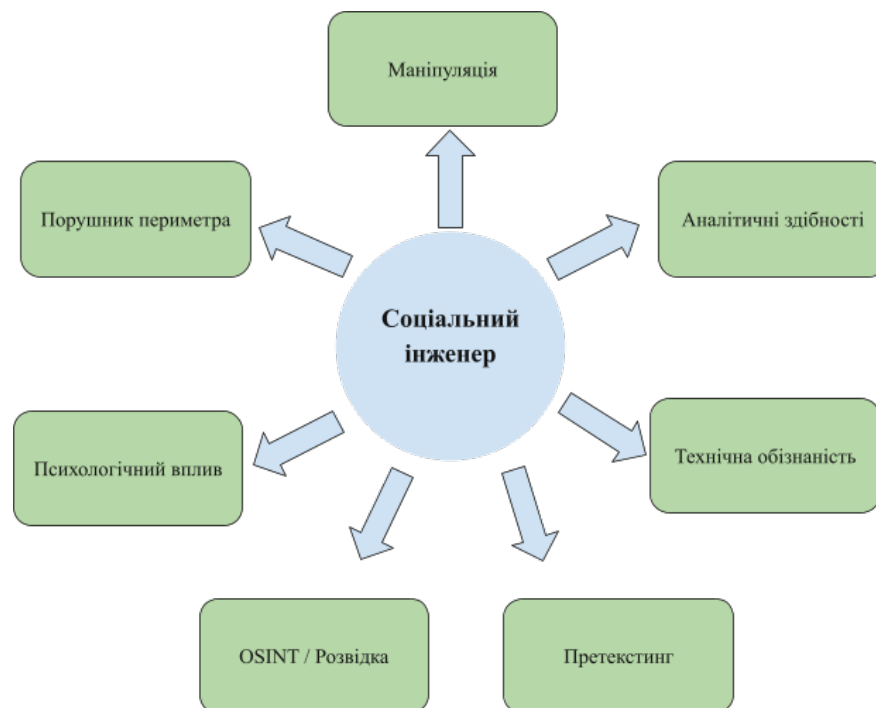 Маніпуляція
Порушник периметра
Аналітичні здібності
Соціальний
інженер
Психологічний вплив
Технічна обізнаність
OSINT / Розвідка
Претекстинг